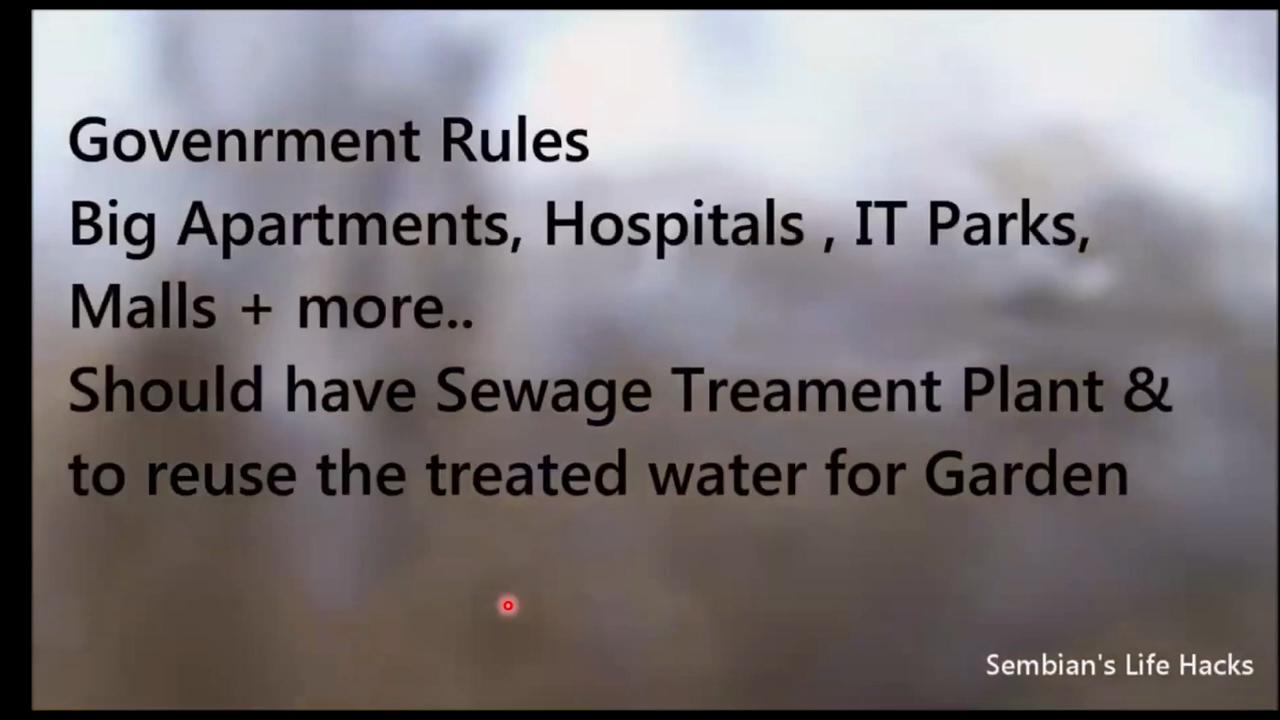 Govenrment Rules
Big Apartments, Hospitals , IT Parks,
Malls + more..
Should have Sewage Treament Plant &
to reuse the treated water for Garden
Sembian's Life Hacks